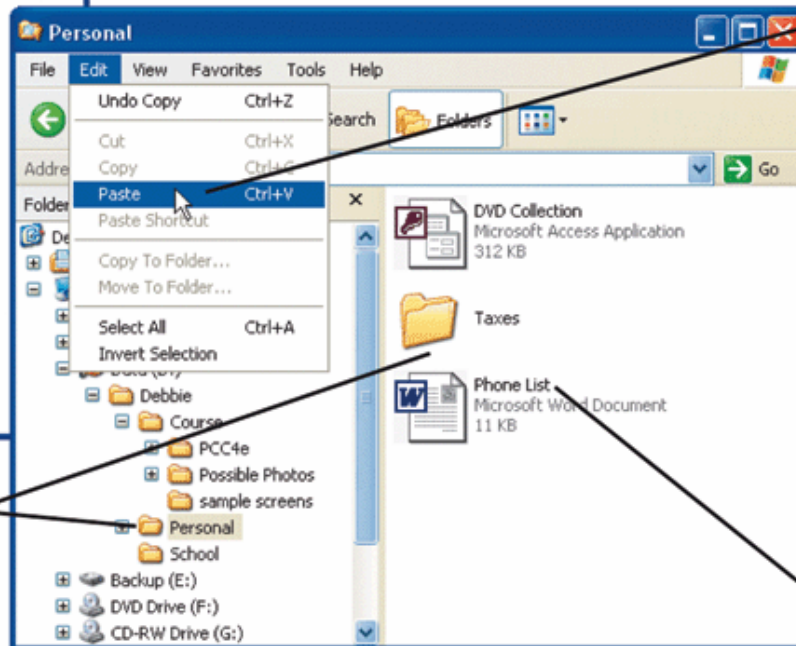 Personal
File Edit View Favorites Tools Help
Undo Copy Ctrl+Z
Cut Ctrl+X
Copy
Paste Ctrl+V
Paste Shortcut
Copy To Folder...
Move To Folder...
Select All Ctrl+A
Invert Selection
Folders
Go
DVD Collection
Microsoft Access Application
312 KB
Taxes
Phone List
Microsoft Word Document
11 KB
Debbie
Course
PCC4e
Possible Photos
sample screens
Personal
School
Backup (E:)
DVD Drive (F:)
CD-RW Drive (G:)